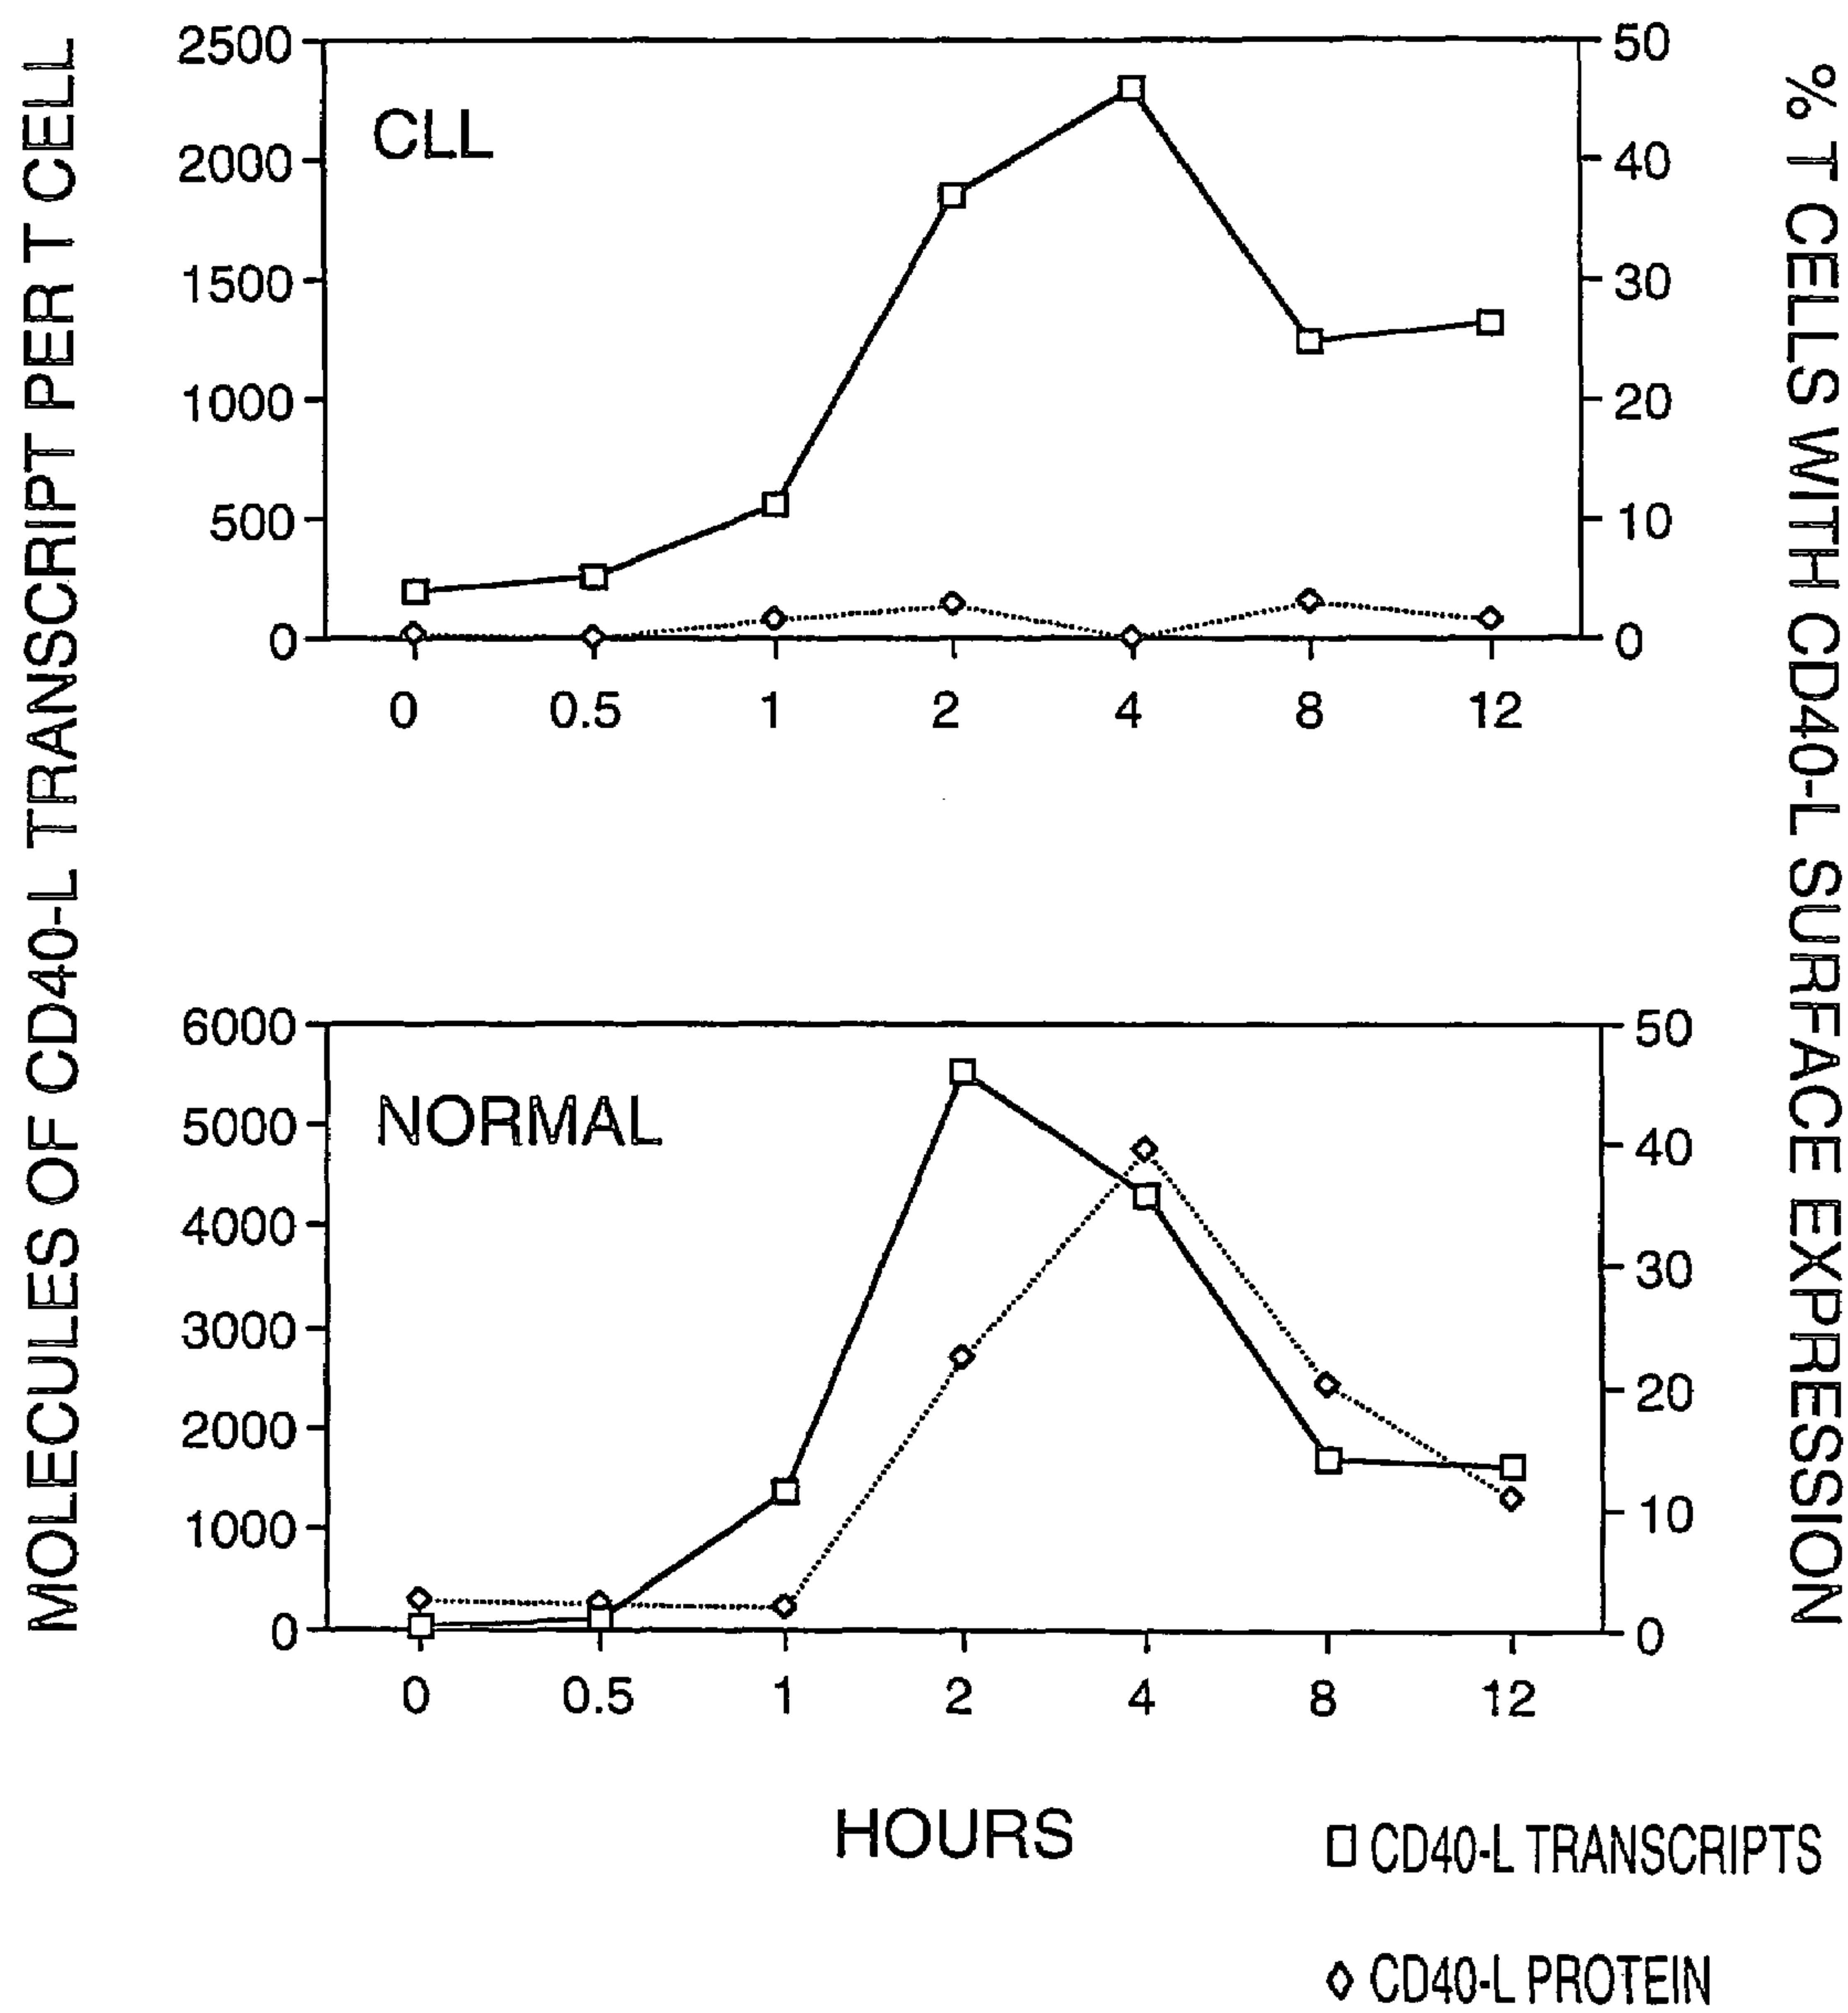 MOLECULES OF CD40-L TRANSCRIPT PER T CELL
% T CELLS WITH CD40-L SURFACE EXPRESSION
CLL
2500
2000
1500
1000
500
0
50
40
30
20
10
0
0 0.5 1 2 4 8 12
NORMAL
6000
5000
4000
3000
2000
1000
0
50
40
30
20
10
0
0 0.5 1 2 4 8 12
HOURS
CD40-L TRANSCRIPTS
CD40-L PROTEIN